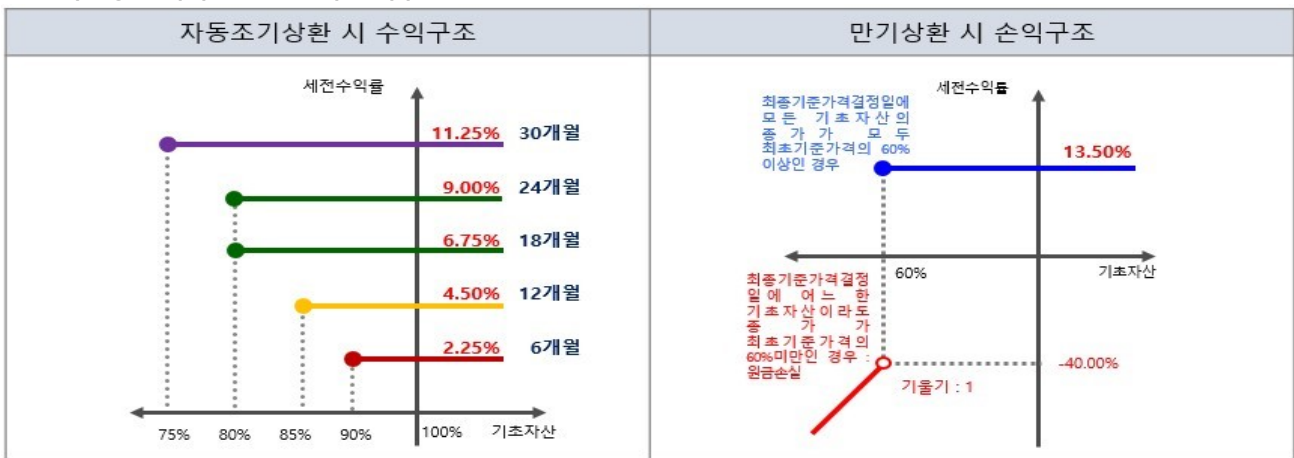 자동조기상환 시 수익구조
만기상환 시 손익구조
세전수익률
11.25% 30개월
9.00% 24개월
6.75% 18개월
4.50% 12개월
2.25% 6개월
75% 80% 85% 90% 100% 기초자산
세전수익률
최종기준가격결정일에
모든 기초자산의
종가가 모두
최초기준가격의 60%
이상인 경우
13.50%
60%
기초자산
최종기준가격결정
일에 어느 한
기초자산이라도
종가가
최초기준가격의
60%미만인 경우 :
원금손실
-40.00%
기울기 : 1